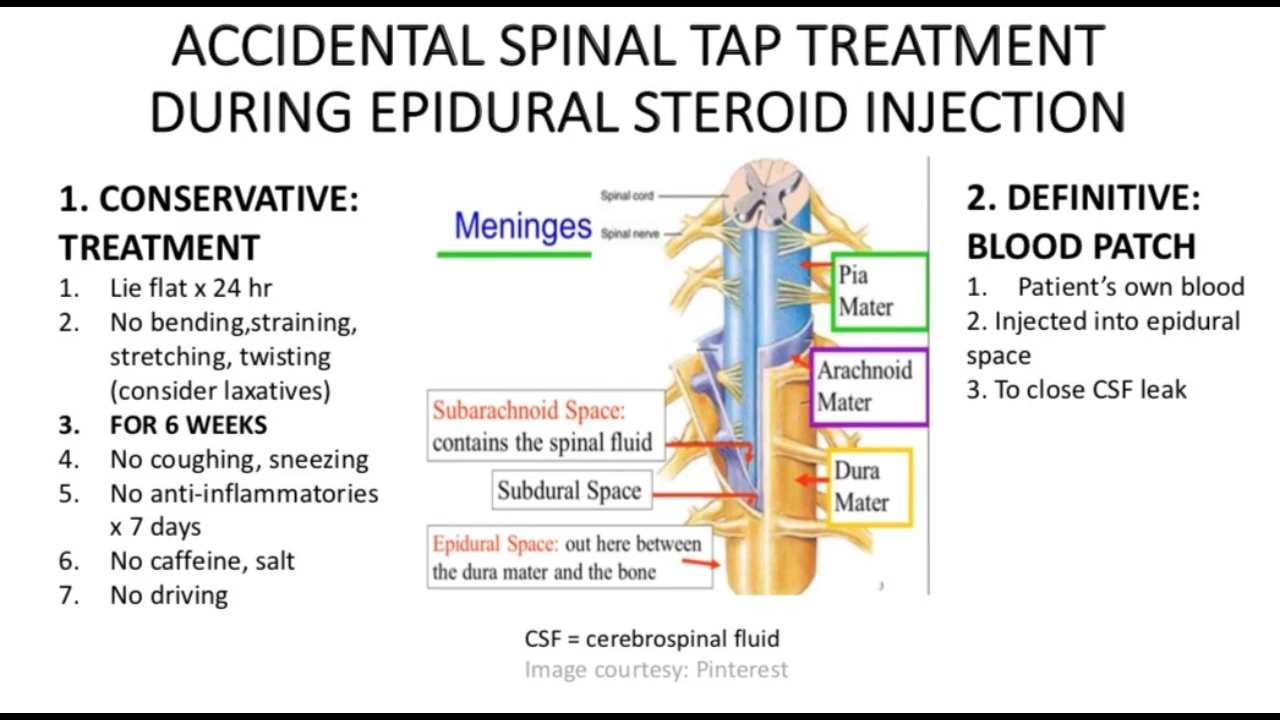 ACCIDENTAL SPINAL TAP TREATMENT
DURING EPIDURAL STEROID INJECTION
1. CONSERVATIVE:
TREATMENT
1. Lie flat x 24 hr
2. No bending,straining,
stretching, twisting
(consider laxatives)
3. FOR 6 WEEKS
4. No coughing, sneezing
5. No anti-inflammatories
x 7 days
6. No caffeine, salt
7. No driving
Meninges
Spinal cord
Spinal nerve
Pia
Mater
Arachnoid
Mater
Subarachnoid Space:
contains the spinal fluid
Subdural Space
Dura
Mater
Epidural Space: out here between
the dura mater and the bone
3
CSF = cerebrospinal fluid
Image courtesy: Pinterest
2. DEFINITIVE:
BLOOD PATCH
1. Patient's own blood
2. Injected into epidural
space
3. To close CSF leak